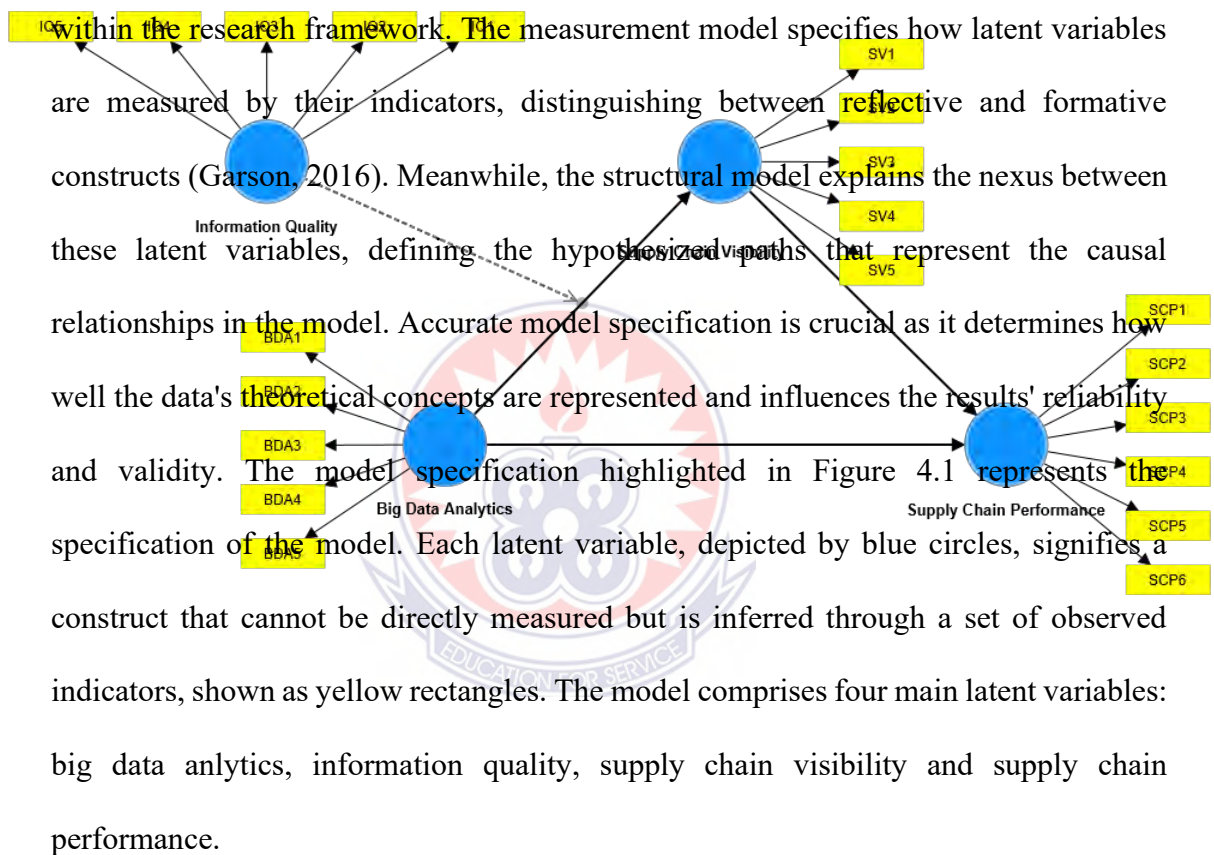 IQ5 IQ4 IQ3 IQ2 IQ1
within the research framework. The measurement model specifies how latent variables
SV1
are measured by their indicators, distinguishing between reflective and formative
SV2
constructs (Garson, 2016). Meanwhile, the structural model explains the nexus between
SV3
SV4
Information Quality
these latent variables, defining the hypothesized paths that represent the causal
Supply Chain Visibility
SV5
relationships in the model. Accurate model specification is crucial as it determines how
SCP1
BDA1
SCP2
well the data's theoretical concepts are represented and influences the results' reliability
BDA2
SCP3
BDA3
and validity. The model specification highlighted in Figure 4.1 represents the
SCP4
BDA4
Big Data Analytics
Supply Chain Performance
SCP5
specification of the model. Each latent variable, depicted by blue circles, signifies a
BDA5
SCP6
construct that cannot be directly measured but is inferred through a set of observed
EDUCATION FOR SERVICE
indicators, shown as yellow rectangles. The model comprises four main latent variables:
big data anlytics, information quality, supply chain visibility and supply chain
performance.